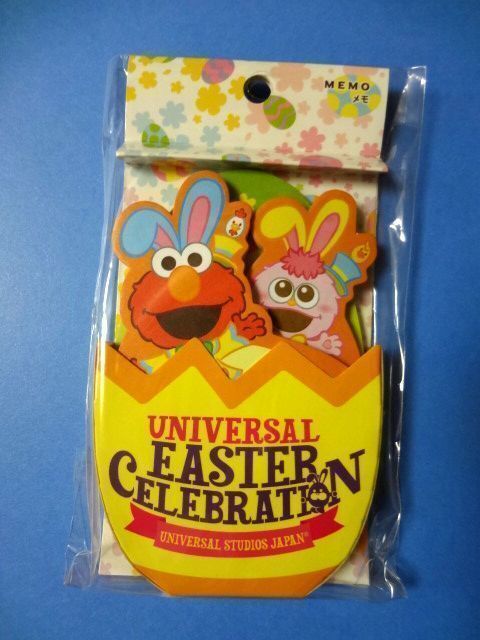 MEMO
メモ
UNIVERSAL
EASTER
CELEBRATION
UNIVERSAL STUDIOS JAPAN®